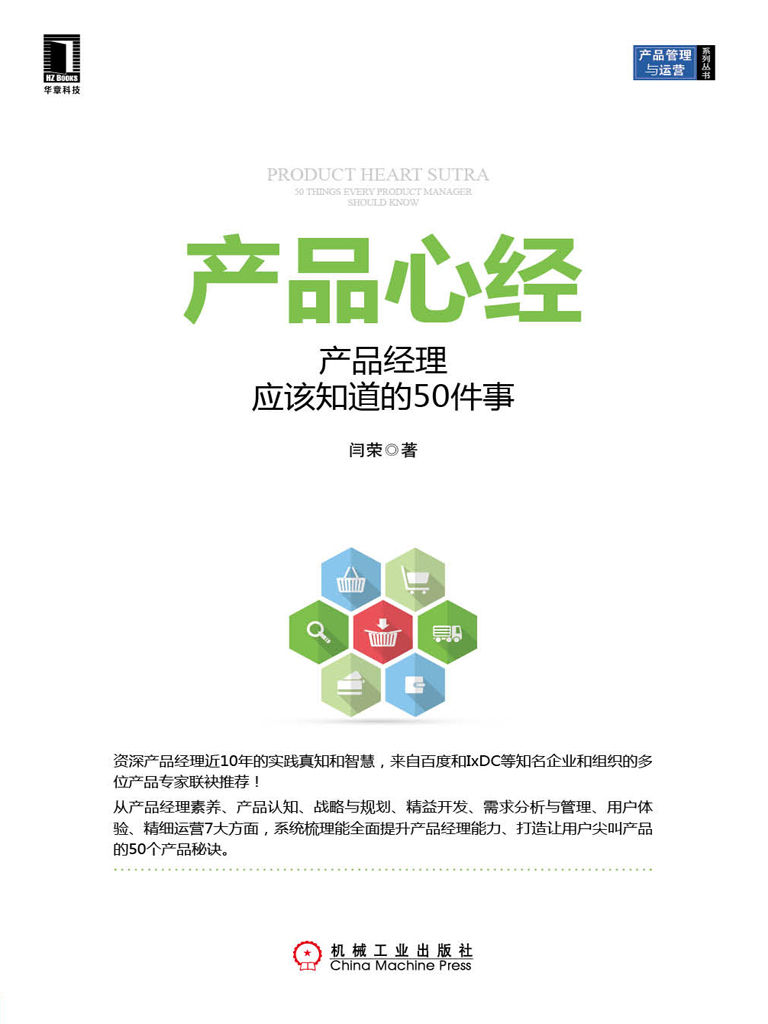 HZ BOOKS
华章科技
产品管理
与运营
系列丛书
PRODUCT HEART SUTRA
50 THINGS EVERY PRODUCT MANAGER
SHOULD KNOW
产品心经
产品经理
应该知道的50件事
闫荣◎著
资深产品经理近10年的实践真知和智慧，来自百度和IxDC等知名企业和组织的多
位产品专家联袂推荐！
从产品经理素养、产品认知、战略与规划、精益开发、需求分析与管理、用户体
验、精细运营7大方面，系统梳理能全面提升产品经理能力、打造让用户尖叫产品
的50个产品秘诀。
机械工业出版社
China Machine Press